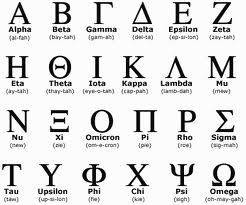 Α Β Γ Δ Ε Ζ
Alpha Beta Gamma Delta Epsilon Zeta
(al-fah) (bay-tah) (gam-ah) (del-ta) (ep-si-lon) (zay-tah)
Η Θ Ι Κ Λ Μ
Eta Theta Iota Kappa Lambda Mu
(ay-tah) (thay-tah) (eye-o-tah) (cap-pah) (lamb-dah) (mew)
Ν Ξ Ο Π Ρ Σ
Nu Xi Omicron Pi Rho Sigma
(new) (zie) (om-e-cron) (pie) (roe) (sig-mah)
Τ Υ Φ Χ Ψ Ω
Tau Upsilon Phi Chi Psi Omega
(taw) (up-si-lon) (fie) (kie) (sigh) (oh-may-gah)